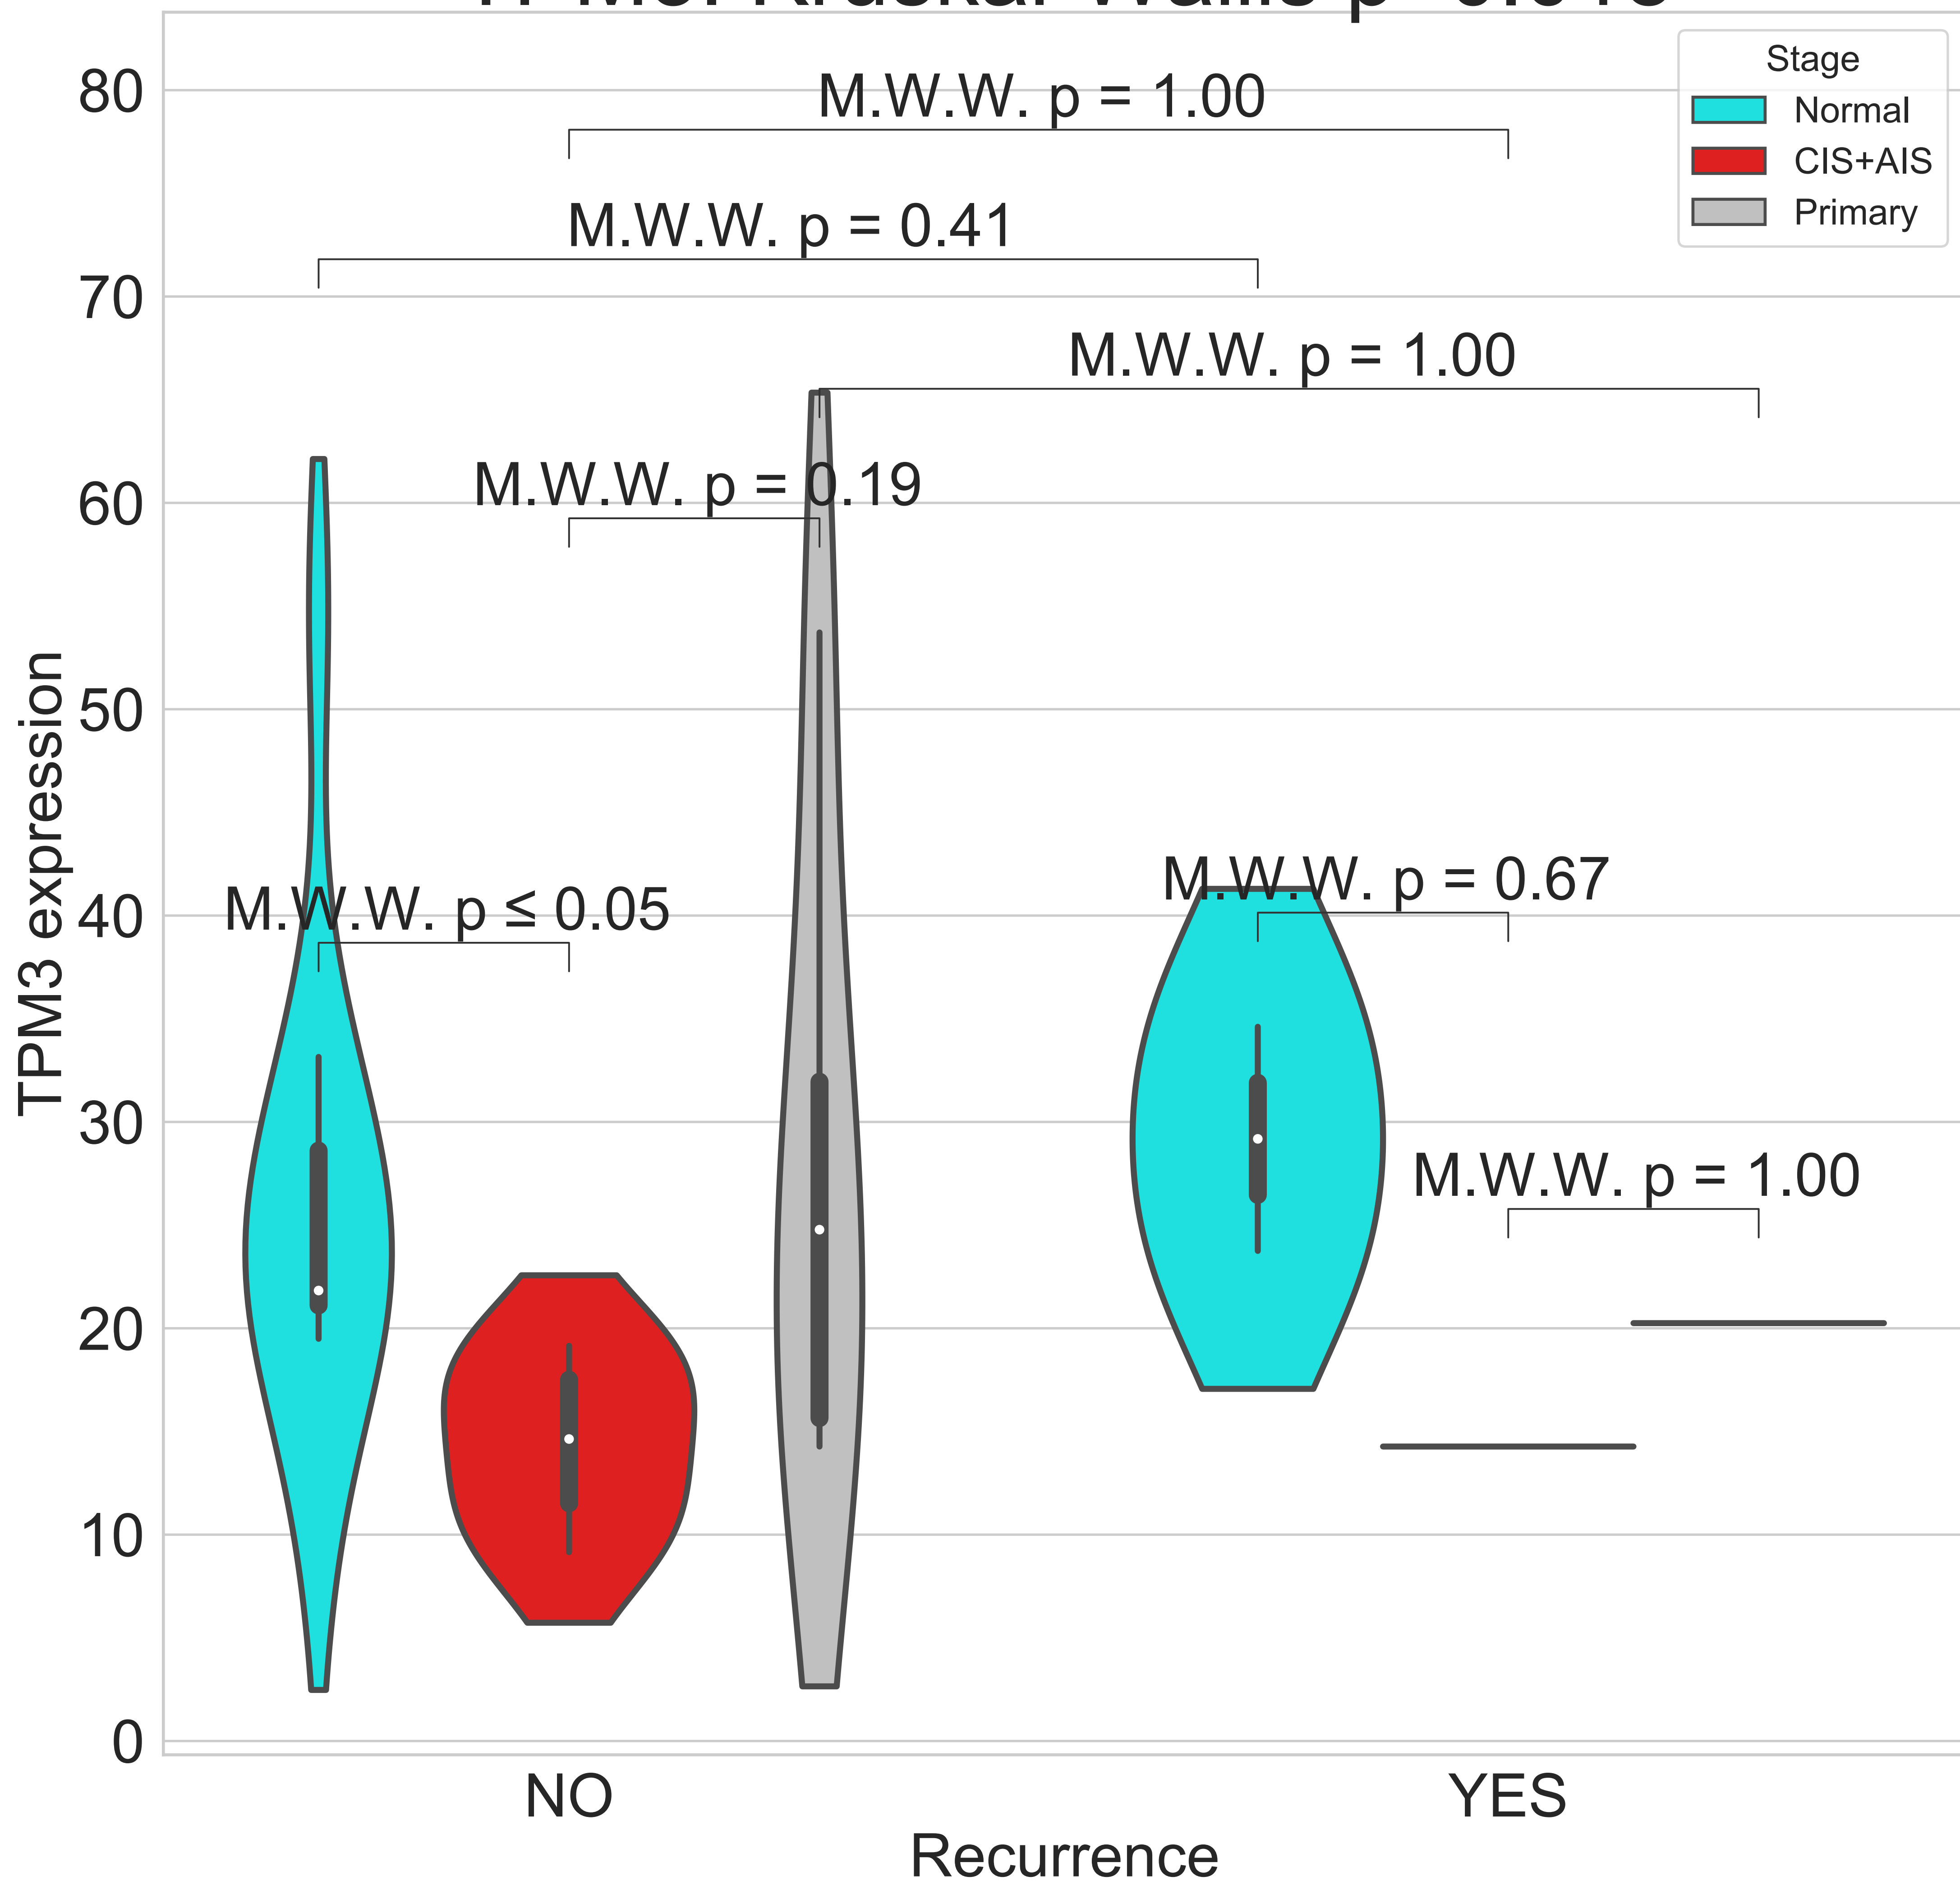 Stage
Normal
CIS+AIS
Primary
M.W.W. p = 1.00
M.W.W. p = 0.41
M.W.W. p = 1.00
M.W.W. p = 0.19
M.W.W. p ≤ 0.05
M.W.W. p = 0.67
M.W.W. p = 1.00
80
70
60
50
40
30
20
10
0
TPM3 expression
NO
YES
Recurrence